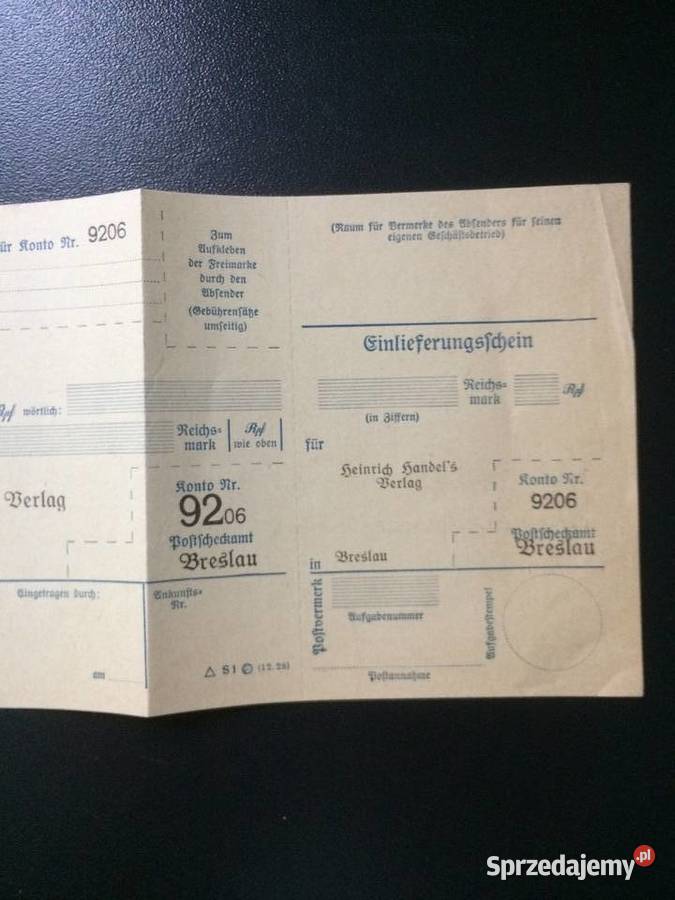 ür Konto Nr. 9206
Zum
Aufkleben
der Freimarke
durch den
Absender
(Gebührensätze
umseitig)
Rpf wörtlich:
Reichs=
mark
Rpf
wie oben
Verlag
Konto Nr.
9206
Postscheckamt
Breslau
Eingetragen durch:
Ankunfts=
Nr.
am
S1 (12.28)
(Raum für Vermerke des Absenders für seinen
eigenen Geschäftsbetrieb)
Einlieferungsschein
Reichs=
mark
Rpf
(in Ziffern)
für
Heinrich Handel's
Verlag
Konto Nr.
9206
Postscheckamt
Breslau
in Breslau
Postvermerk
Aufgabenummer
Aufgabestempel
Postannahme
Sprzedajemy.pl